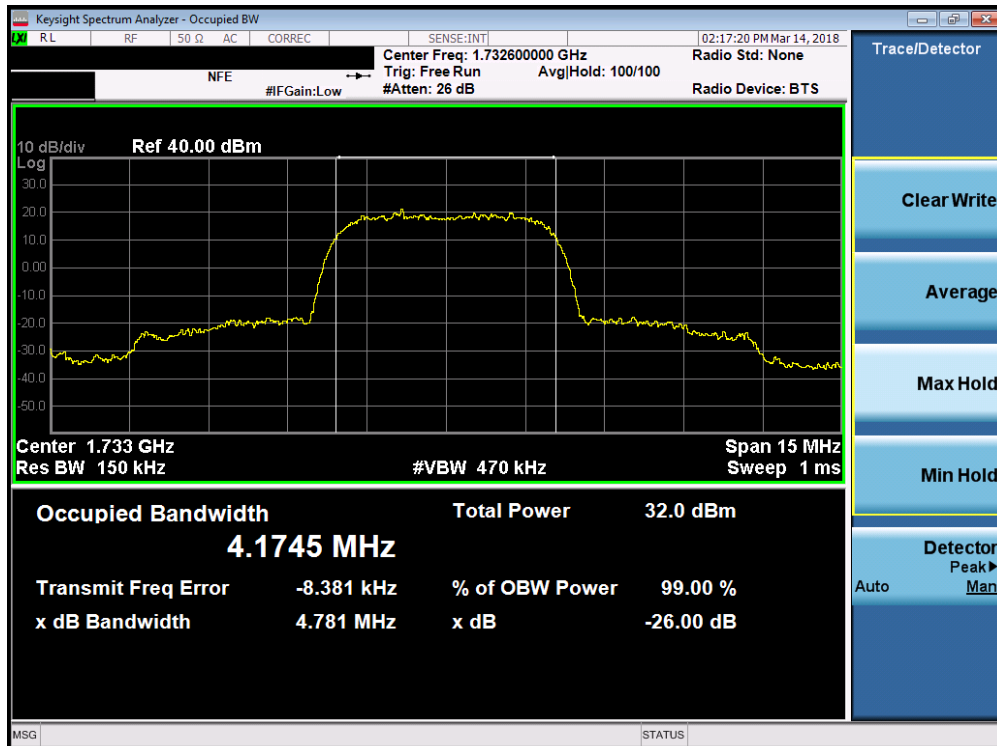 Keysight Spectrum Analyzer - Occupied BW
LXI RL RF 50 Ω AC CORREC SENSE:INT 02:17:20 PM Mar 14, 2018
Center Freq: 1.732600000 GHz Radio Std: None
NFE Trig: Free Run Avg|Hold: 100/100
#IFGain:Low #Atten: 26 dB Radio Device: BTS
Trace/Detector
10 dB/div Ref 40.00 dBm
Log
30.0
20.0
10.0
0.00
-10.0
-20.0
-30.0
-40.0
-50.0
Center 1.733 GHz Span 15 MHz
Res BW 150 kHz #VBW 470 kHz Sweep 1 ms
Occupied Bandwidth Total Power 32.0 dBm
4.1745 MHz
Transmit Freq Error -8.381 kHz % of OBW Power 99.00 %
x dB Bandwidth 4.781 MHz x dB -26.00 dB
Clear Write
Average
Max Hold
Min Hold
Detector
Peak▶
Auto Man
MSG STATUS